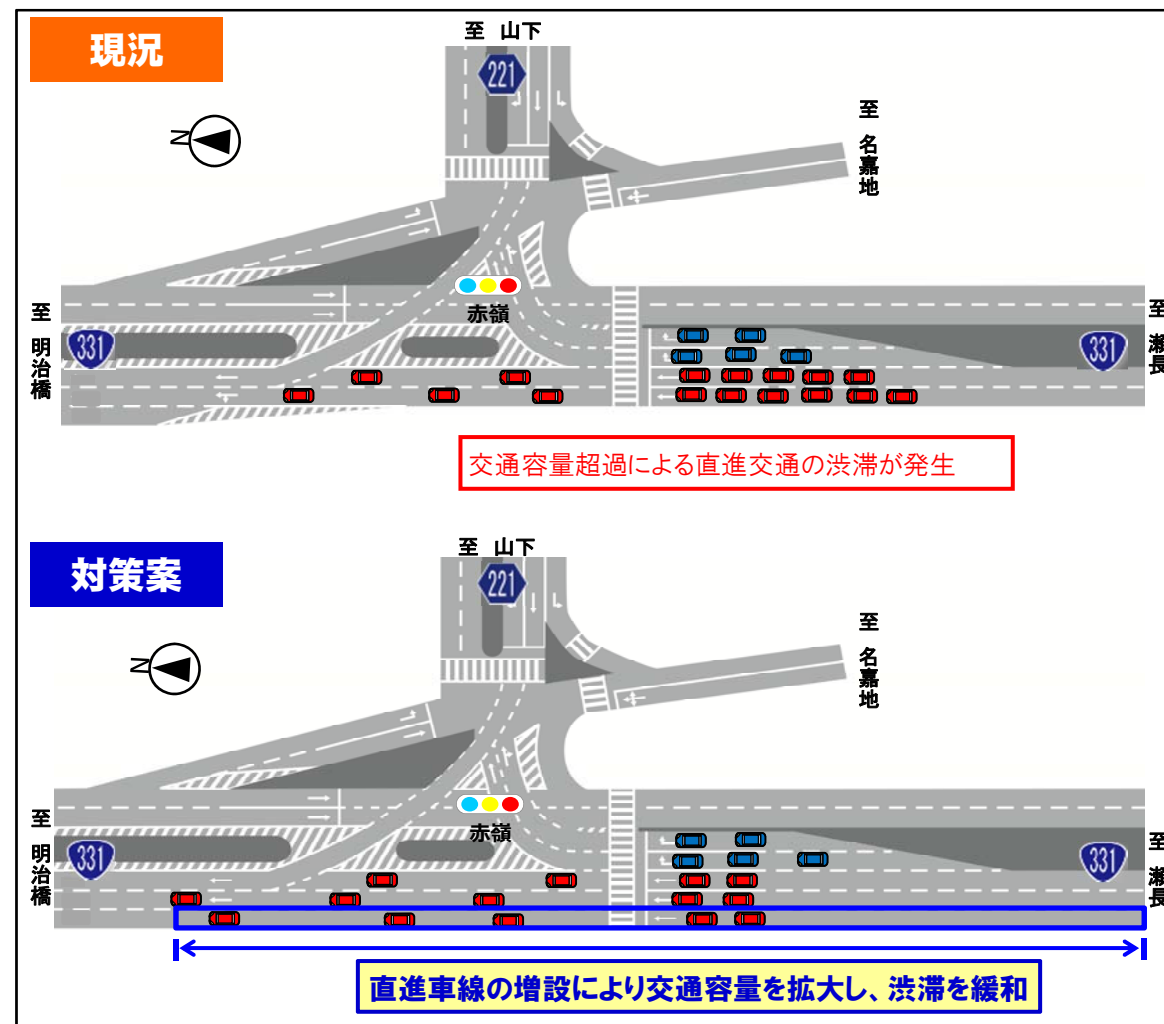 現況
至 山下
221
N
至 名嘉地
至 明治橋
331
赤嶺
331
至 瀬長
交通容量超過による直進交通の渋滞が発生
対策案
至 山下
221
N
至 名嘉地
至 明治橋
331
赤嶺
331
至 瀬長
直進車線の増設により交通容量を拡大し、渋滞を緩和